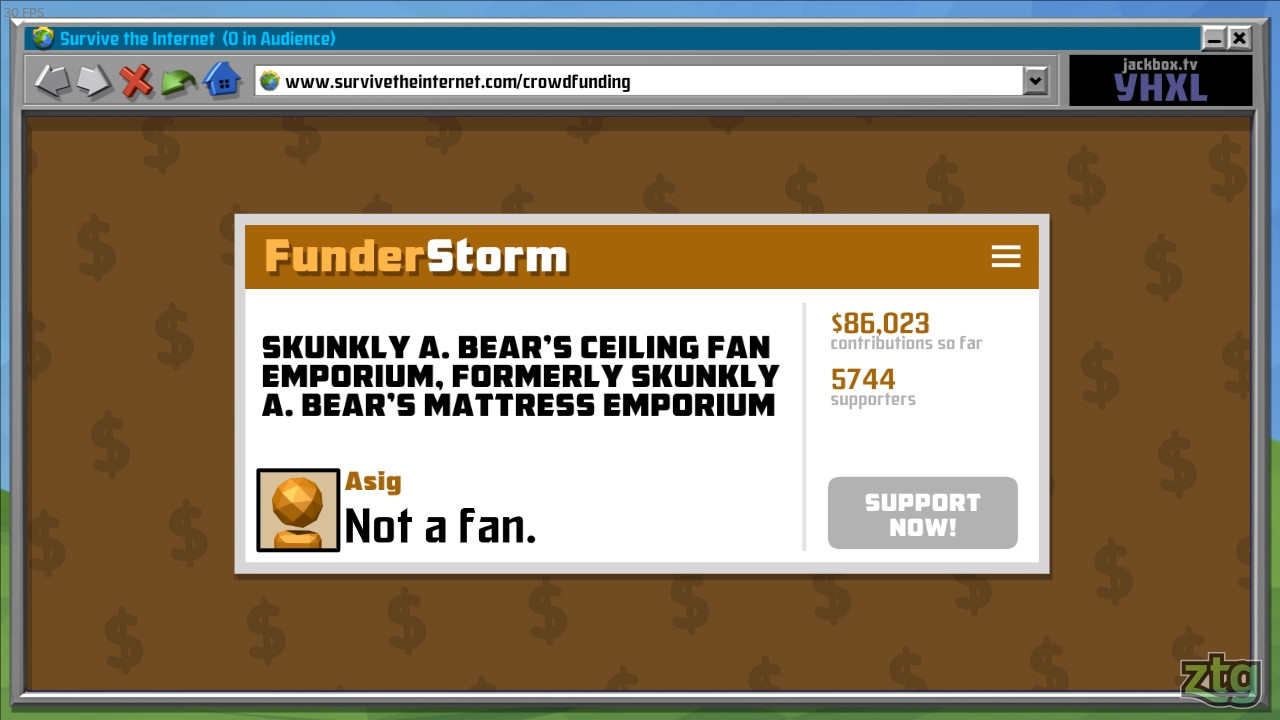 30 FPS
Survive the Internet (0 in Audience)
www.survivetheinternet.com/crowdfunding
jackbox.tv
YHXL
FunderStorm
SKUNKLY A. BEAR'S CEILING FAN
EMPORIUM, FORMERLY SKUNKLY
A. BEAR'S MATTRESS EMPORIUM
$86,023
contributions so far
5744
supporters
Asig
Not a fan.
SUPPORT
NOW!
ztg